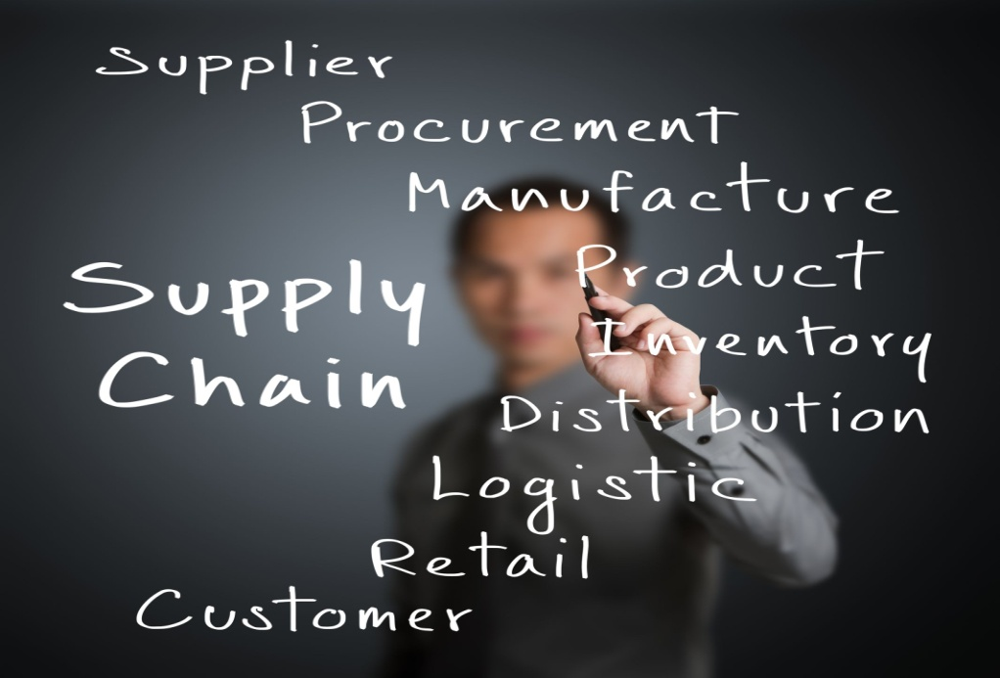 Supplier
Procurement
Manufacture
Product
Supply
Chain
Inventory
Distribution
Logistic
Retail
Customer